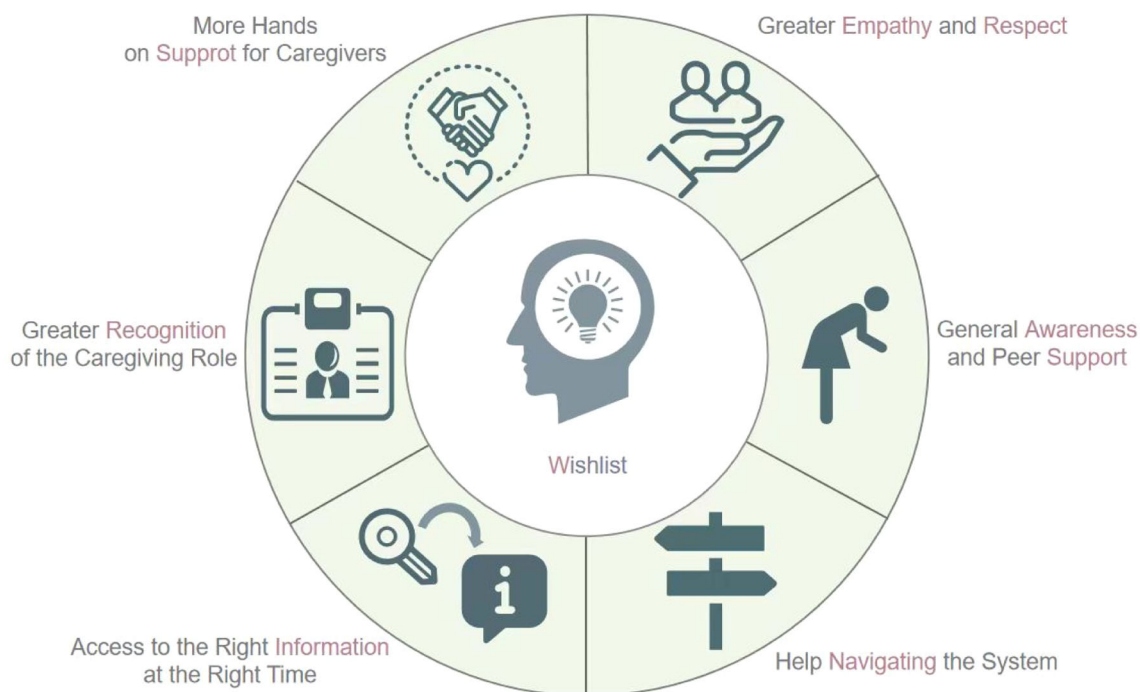 More Hands
on Supprot for Caregivers
Greater Empathy and Respect
Greater Recognition
of the Caregiving Role
General Awareness
and Peer Support
Wishlist
Access to the Right Information
at the Right Time
Help Navigating the System